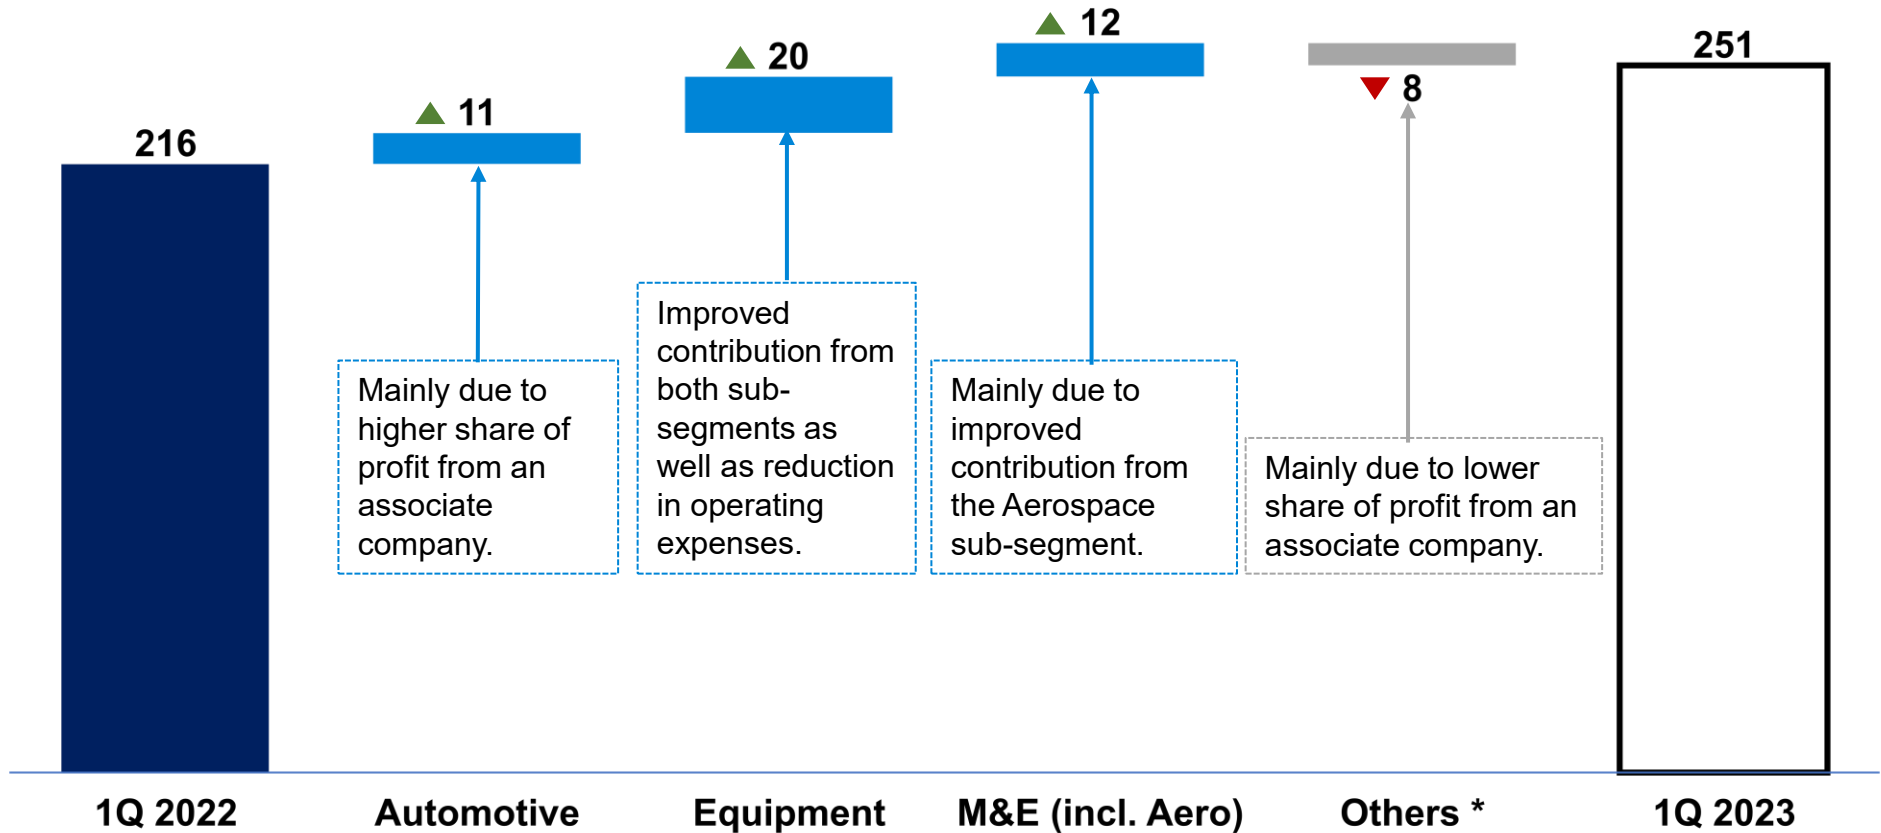 216
11
20
12
8
251
Mainly due to
higher share of
profit from an
associate
company.
Improved
contribution from
both sub-
segments as
well as reduction
in operating
expenses.
Mainly due to
improved
contribution from
the Aerospace
sub-segment.
Mainly due to lower
share of profit from an
associate company.
1Q 2022
Automotive
Equipment
M&E (incl. Aero)
Others *
1Q 2023